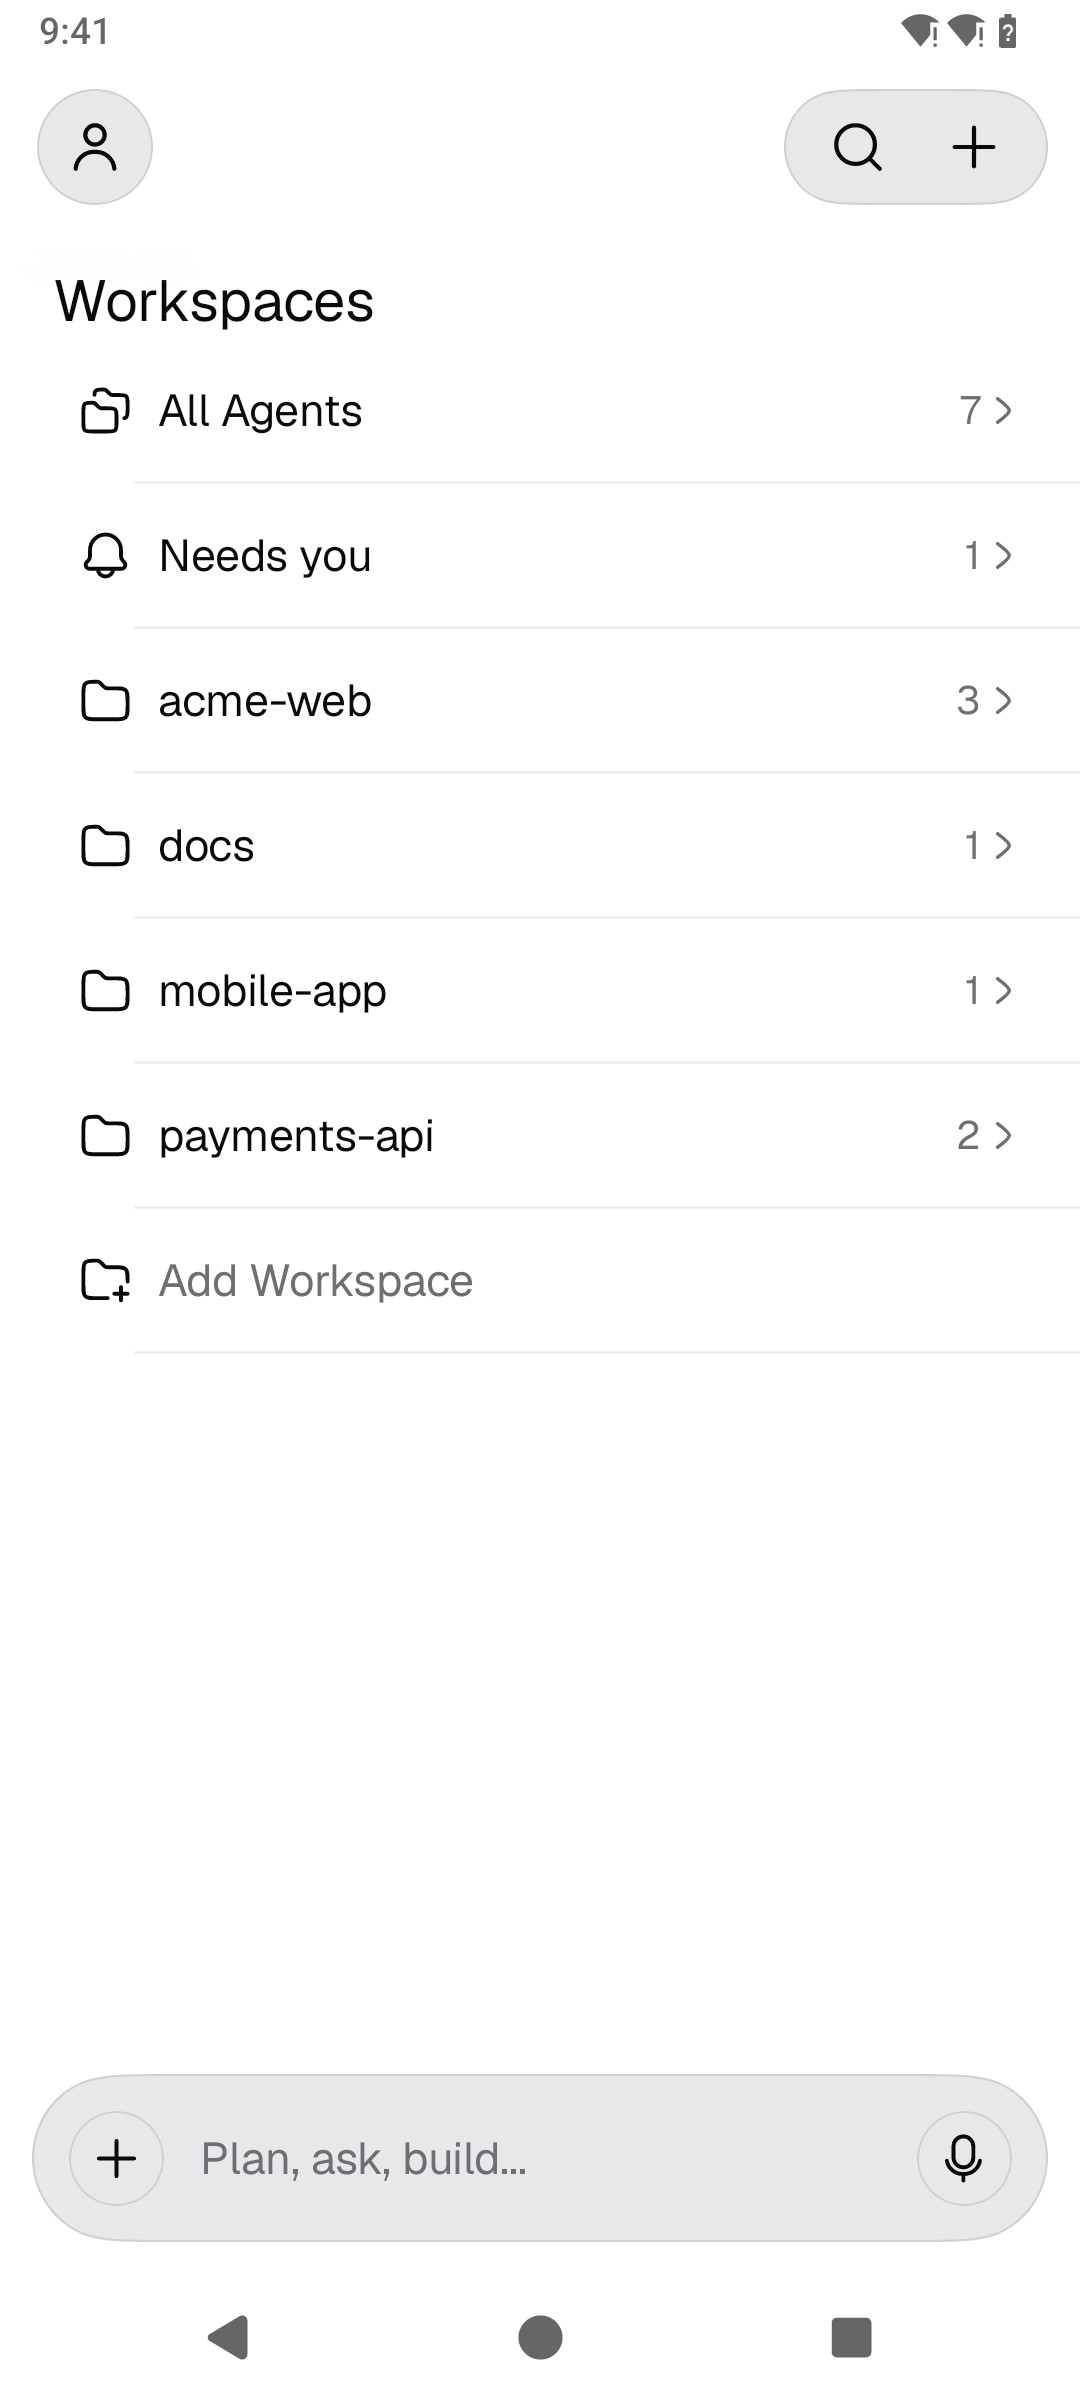 9:41
Workspaces
All Agents 7
Needs you 1
acme-web 3
docs 1
mobile-app 1
payments-api 2
Add Workspace
Plan, ask, build...